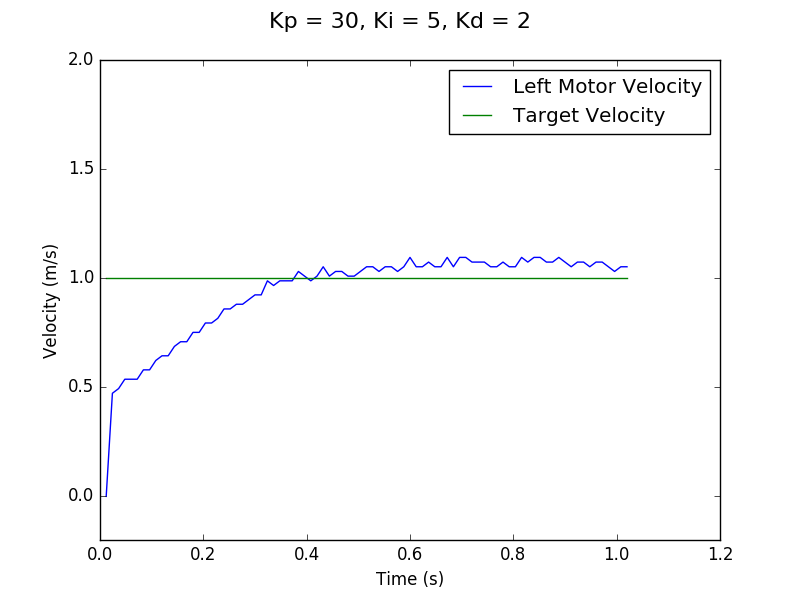 Kp = 30, Ki = 5, Kd = 2
2.0
Left Motor Velocity
Target Velocity
1.5
1.0
0.5
0.0
Velocity (m/s)
0.0 0.2 0.4 0.6 0.8 1.0 1.2
Time (s)